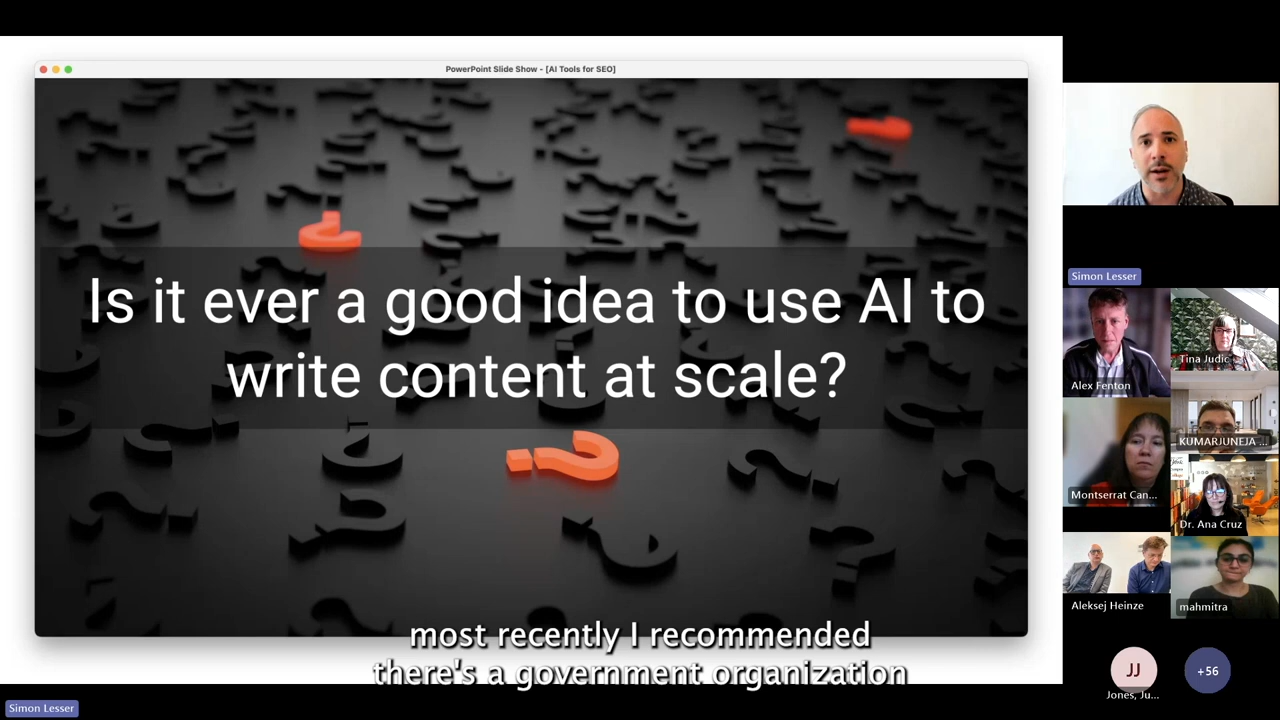 PowerPoint Slide Show - [AI Tools for SEO]
Is it ever a good idea to use AI to
write content at scale?
most recently I recommended
there's a government organization
Simon Lesser
Simon Lesser
Alex Fenton
Tina Judic
KUMARJUNEJA ...
Montserrat Can...
Dr. Ana Cruz
Aleksej Heinze
mahmitra
JJ
Jones, Ju...
+56